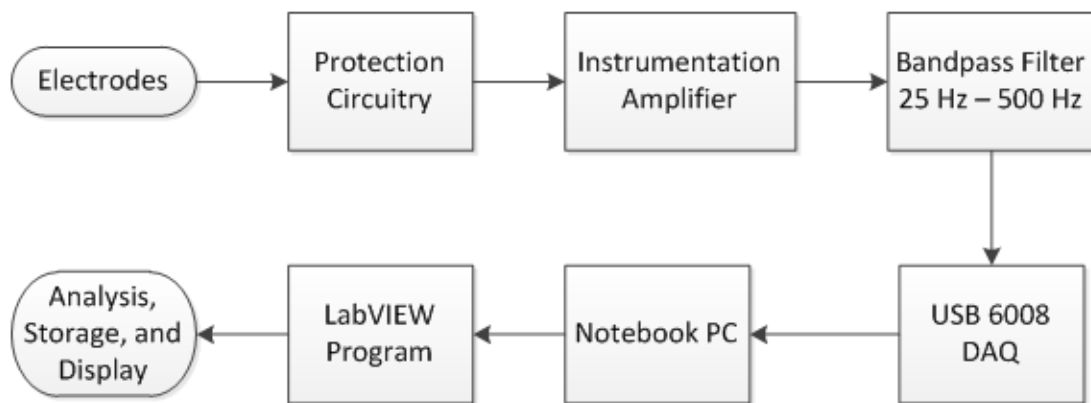 Electrodes
Protection
Circuitry
Instrumentation
Amplifier
Bandpass Filter
25 Hz – 500 Hz
USB 6008
DAQ
Notebook PC
LabVIEW
Program
Analysis,
Storage, and
Display